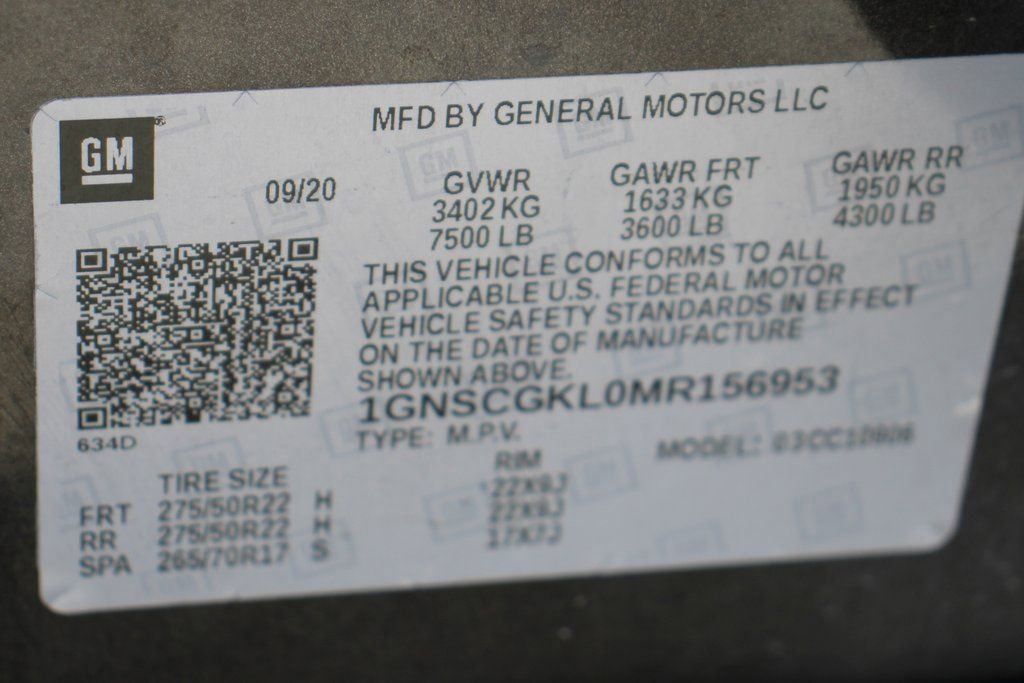 GM
MFD BY GENERAL MOTORS LLC
09/20
GVWR
3402 KG
7500 LB
GAWR FRT
1633 KG
3600 LB
GAWR RR
1950 KG
4300 LB
THIS VEHICLE CONFORMS TO ALL
APPLICABLE U.S. FEDERAL MOTOR
VEHICLE SAFETY STANDARDS IN EFFECT
ON THE DATE OF MANUFACTURE
SHOWN ABOVE.
1GNSCGKL0MR156953
634D
TYPE: M.P.V. MODEL:
TIRE SIZE RIM
FRT 275/50R22 H 22X9J
RR 275/50R22 H 22X9J
SPA 265/70R17 S 17X7J